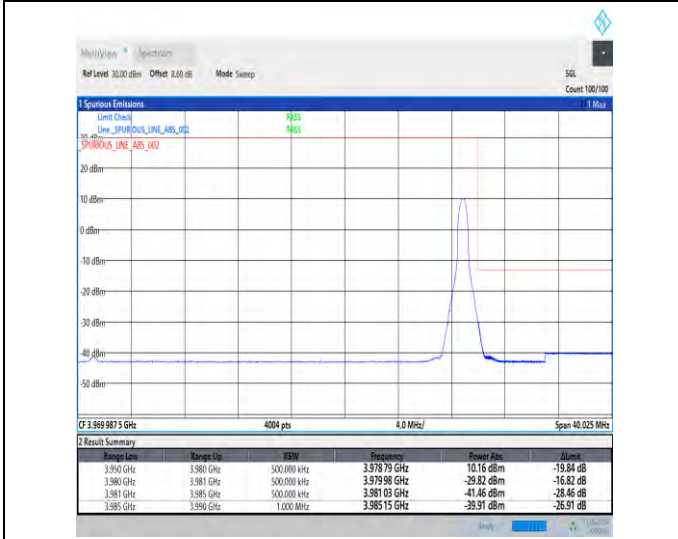 MultiView Spectrum
Ref Level 30.00 dBm Offset 8.60 dB Mode Sweep SGL
Count 100/100
1 Spurious Emissions 1 Max
Limit Check PASS
Line _SPURIOUS_LINE_ABS_002 PASS
30 dBm
_SPURIOUS_LINE_ABS_002
20 dBm
10 dBm
0 dBm
-10 dBm
-20 dBm
-30 dBm
-40 dBm
-50 dBm
CF 3.969 987 5 GHz 4004 pts 4.0 MHz/ Span 40.025 MHz
2 Result Summary
Range Low Range Up RBW Frequency Power Abs ΔLimit
3.950 GHz 3.980 GHz 500.000 kHz 3.978 79 GHz 10.16 dBm -19.84 dB
3.980 GHz 3.981 GHz 500.000 kHz 3.979 98 GHz -29.82 dBm -16.82 dB
3.981 GHz 3.985 GHz 500.000 kHz 3.981 03 GHz -41.46 dBm -28.46 dB
3.985 GHz 3.990 GHz 1.000 MHz 3.985 15 GHz -39.91 dBm -26.91 dB
Ready